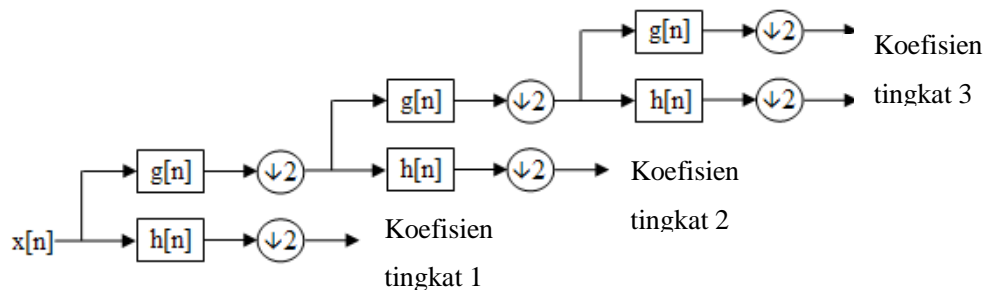 g[n] ↓2
Koefisien
tingkat 3
g[n] ↓2 h[n] ↓2
g[n] ↓2 h[n] ↓2
Koefisien
tingkat 2
x[n] h[n] ↓2
Koefisien
tingkat 1